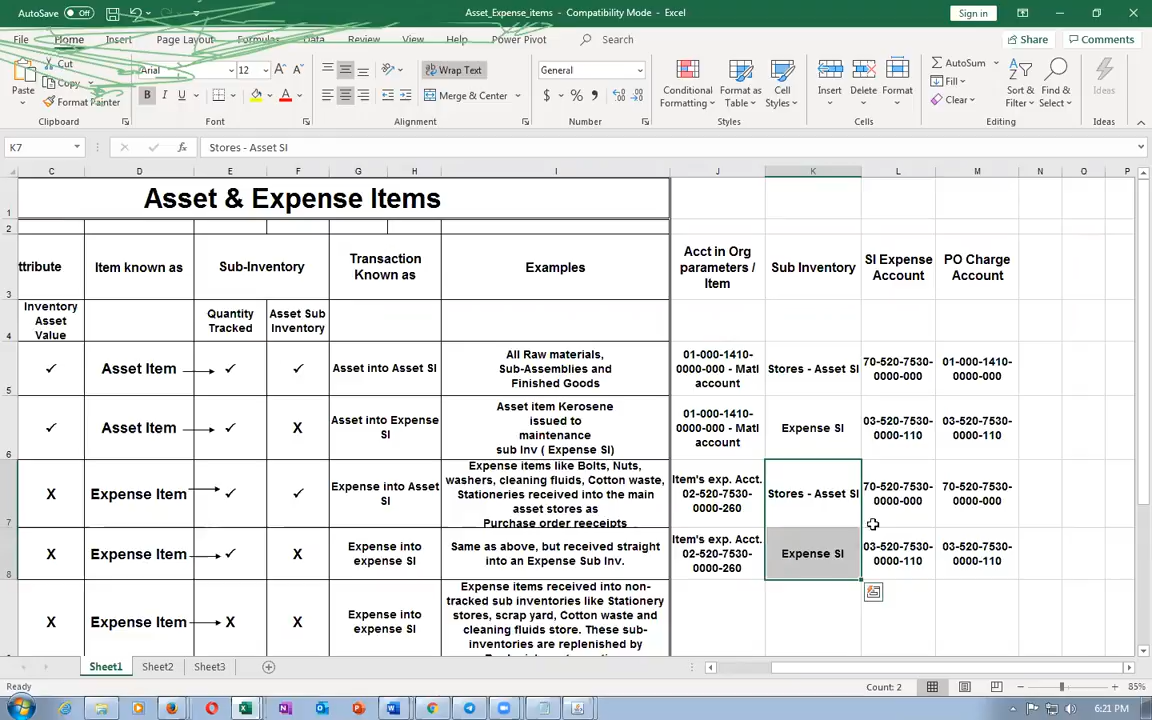 AutoSave Off
Asset_Expense_items - Compatibility Mode - Excel
Sign in
File Home Insert Page Layout Formulas Data Review View Help Power Pivot Search Share Comments
Paste
Cut
Copy
Format Painter
Clipboard
Arial 12
B I U
Font
Wrap Text
Merge & Center
Alignment
General
Number
Conditional Formatting
Format as Table
Cell Styles
Styles
Insert Delete Format
Cells
AutoSum
Fill
Clear
Sort & Filter
Find & Select
Editing
Ideas
Ideas
K7
Stores - Asset SI
C D E F G H I J K L M N O P
1
Asset & Expense Items
2
3
ttribute
Item known as
Sub-Inventory
Transaction
Known as
Examples
Acct in Org
parameters /
Item
Sub Inventory
SI Expense
Account
PO Charge
Account
4
Inventory
Asset
Value
Quantity
Tracked
Asset Sub
Inventory
5
✓
Asset Item
✓
✓
Asset into Asset SI
All Raw materials,
Sub-Assemblies and
Finished Goods
01-000-1410-
0000-000 - Matl
account
Stores - Asset SI
70-520-7530-
0000-000
01-000-1410-
0000-000
6
✓
Asset Item
✓
X
Asset into Expense
SI
Asset item Kerosene
issued to
maintenance
sub Inv ( Expense SI)
01-000-1410-
0000-000 - Matl
account
Expense SI
03-520-7530-
0000-110
03-520-7530-
0000-110
7
X
Expense Item
✓
✓
Expense into Asset
SI
Expense items like Bolts, Nuts,
washers, cleaning fluids, Cotton waste,
Stationeries received into the main
asset stores as
Purchase order reeceipts
Item's exp. Acct.
02-520-7530-
0000-260
Stores - Asset SI
70-520-7530-
0000-000
70-520-7530-
0000-000
8
X
Expense Item
✓
X
Expense into
expense SI
Same as above, but received straight
into an Expense Sub Inv.
Item's exp. Acct.
02-520-7530-
0000-260
Expense SI
03-520-7530-
0000-110
03-520-7530-
0000-110
X
Expense Item
X
X
Expense into
expense SI
Expense items received into non-
tracked sub inventories like Stationery
stores, scrap yard, Cotton waste and
cleaning fluids store. These sub-
inventories are replenished by
Sheet1 Sheet2 Sheet3
Ready
Count: 2
85%
6:21 PM